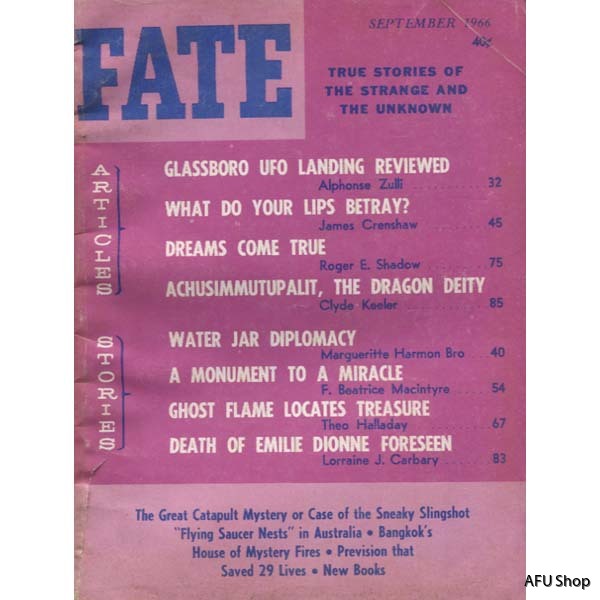 FATE
SEPTEMBER 1966
40¢
TRUE STORIES OF
THE STRANGE AND
THE UNKNOWN
ARTICLES
GLASSBORO UFO LANDING REVIEWED
Alphonse Zulli .......... 32
WHAT DO YOUR LIPS BETRAY?
James Crenshaw ....... 45
DREAMS COME TRUE
Roger E. Shadow ....... 75
ACHUSIMMUTUPALIT, THE DRAGON DEITY
Clyde Keeler .......... 85
STORIES
WATER JAR DIPLOMACY
Margueritte Harmon Bro .. 40
A MONUMENT TO A MIRACLE
F. Beatrice Macintyre .... 54
GHOST FLAME LOCATES TREASURE
Theo Halladay ........ 67
DEATH OF EMILIE DIONNE FORESEEN
Lorraine J. Carbary ...... 83
The Great Catapult Mystery or Case of the Sneaky Slingshot
"Flying Saucer Nests" in Australia • Bangkok's
House of Mystery Fires • Prevision that
Saved 29 Lives • New Books
AFU Shop